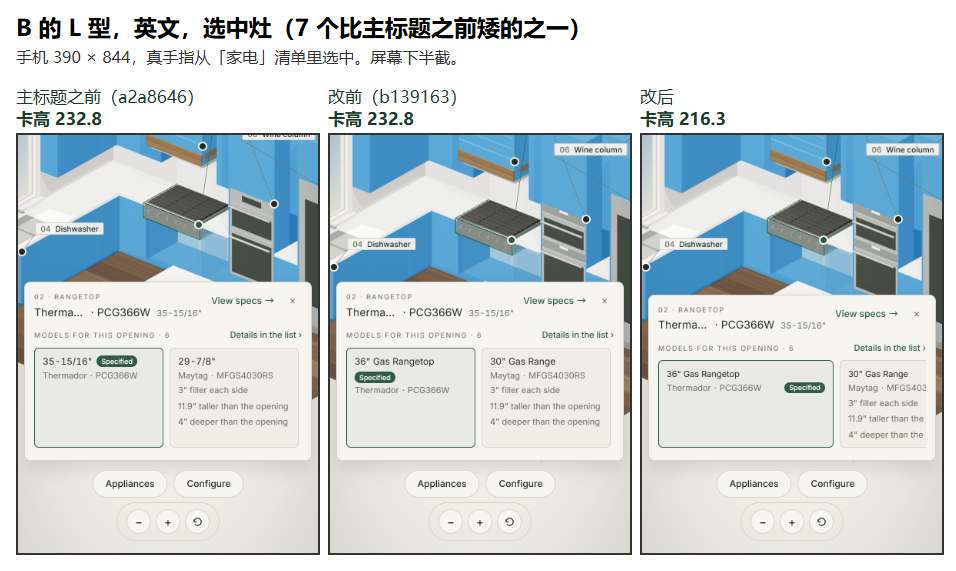 B 的 L 型，英文，选中灶（7 个比主标题之前矮的之一）
手机 390 × 844，真手指从「家电」清单里选中。屏幕下半截。
主标题之前（a2a8646）
卡高 232.8
Wine column
04 Dishwasher
02 · RANGETOP
View specs → ×
Therma... · PCG366W 35-15/16"
MODELS FOR THIS OPENING · 6
Details in the list ›
35-15/16" Specified
Thermador · PCG366W
29-7/8"
Maytag · MFGS4030RS
3" filler each side
11.9" taller than the opening
4" deeper than the opening
Appliances
Configure
− +
改前（b139163）
卡高 232.8
06 Wine column
04 Dishwasher
02 · RANGETOP
View specs → ×
Therma... · PCG366W 35-15/16"
MODELS FOR THIS OPENING · 6
Details in the list ›
36" Gas Rangetop
Specified
Thermador · PCG366W
30" Gas Range
Maytag · MFGS4030RS
3" filler each side
11.9" taller than the opening
4" deeper than the opening
Appliances
Configure
− +
改后
卡高 216.3
06 Wine column
04 Dishwasher
02 · RANGETOP
View specs → ×
Therma... · PCG366W 35-15/16"
MODELS FOR THIS OPENING · 6
Details in the list ›
36" Gas Rangetop
Thermador · PCG366W Specified
30" Gas Range
Maytag · MFGS403
3" filler each side
11.9" taller than the
4" deeper than the
Appliances
Configure
− +